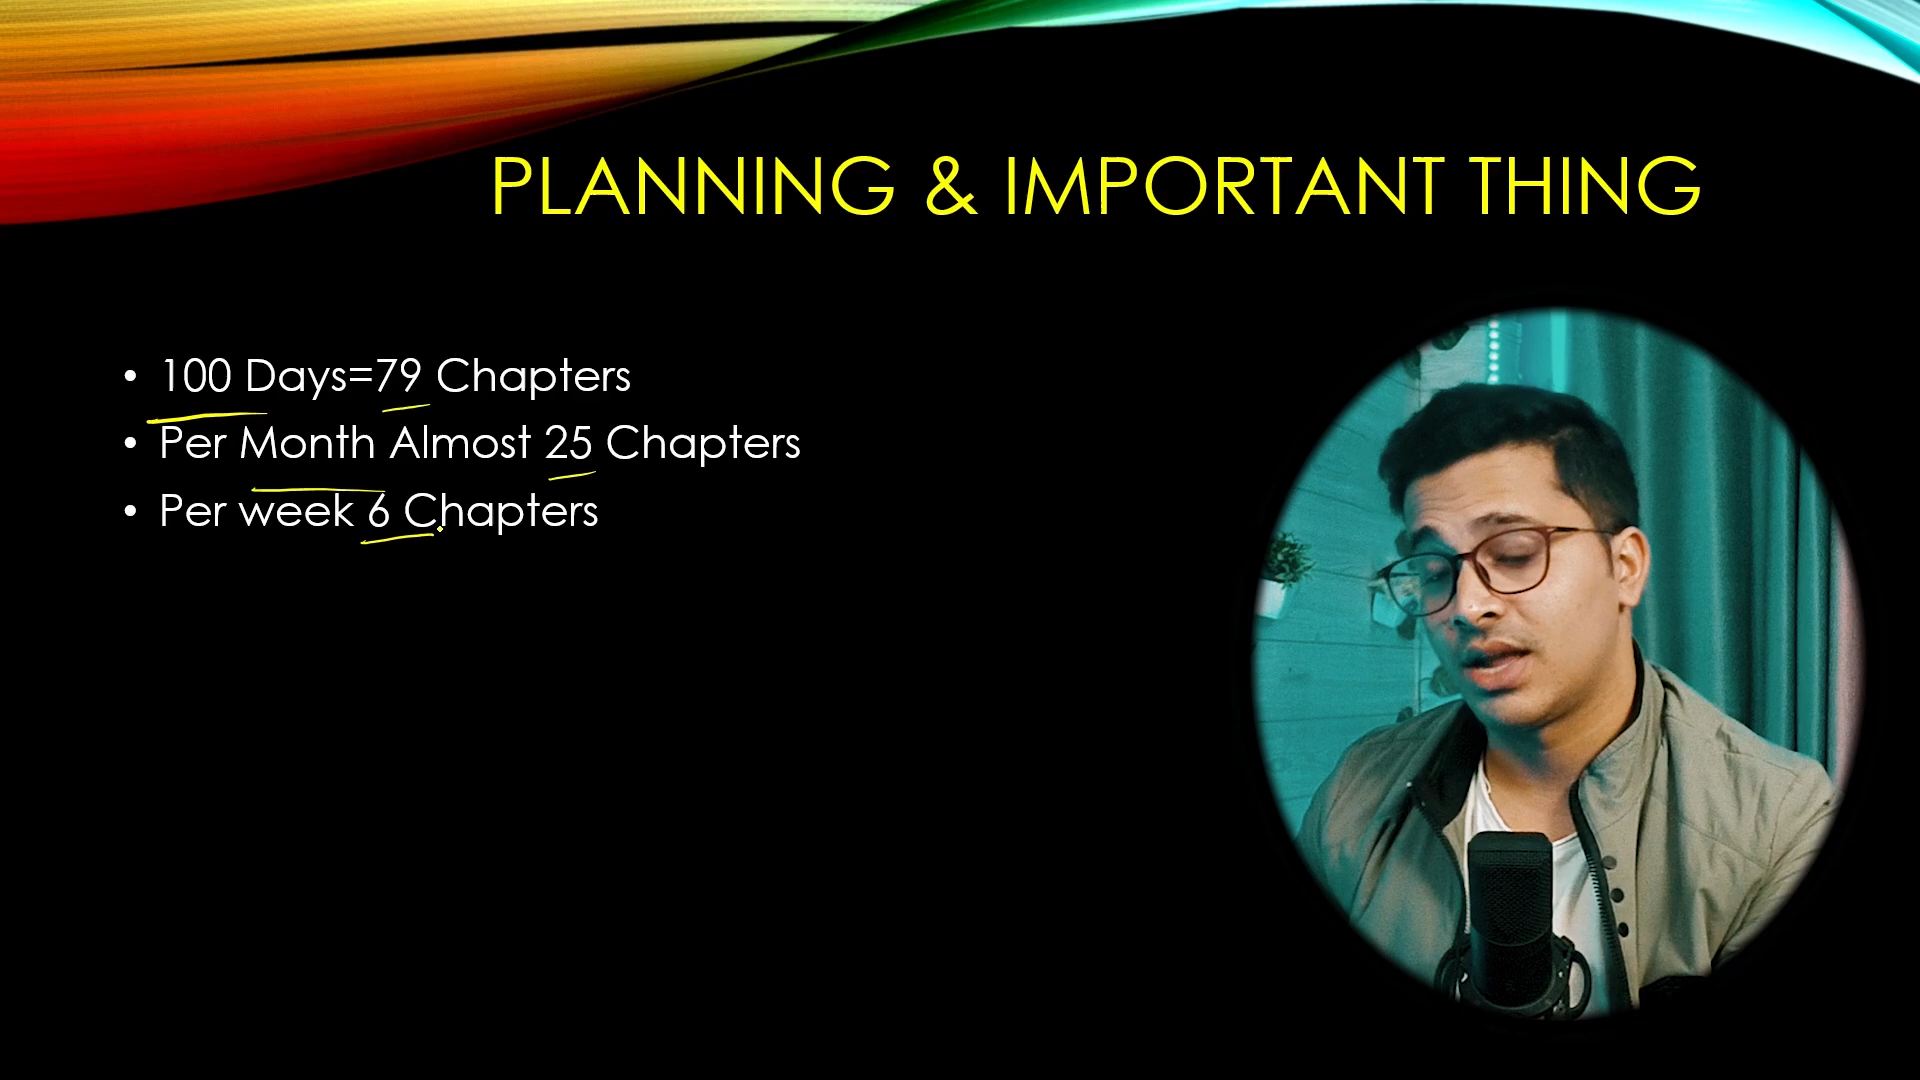 PLANNING & IMPORTANT THING
• 100 Days=79 Chapters
• Per Month Almost 25 Chapters
• Per week 6 Chapters